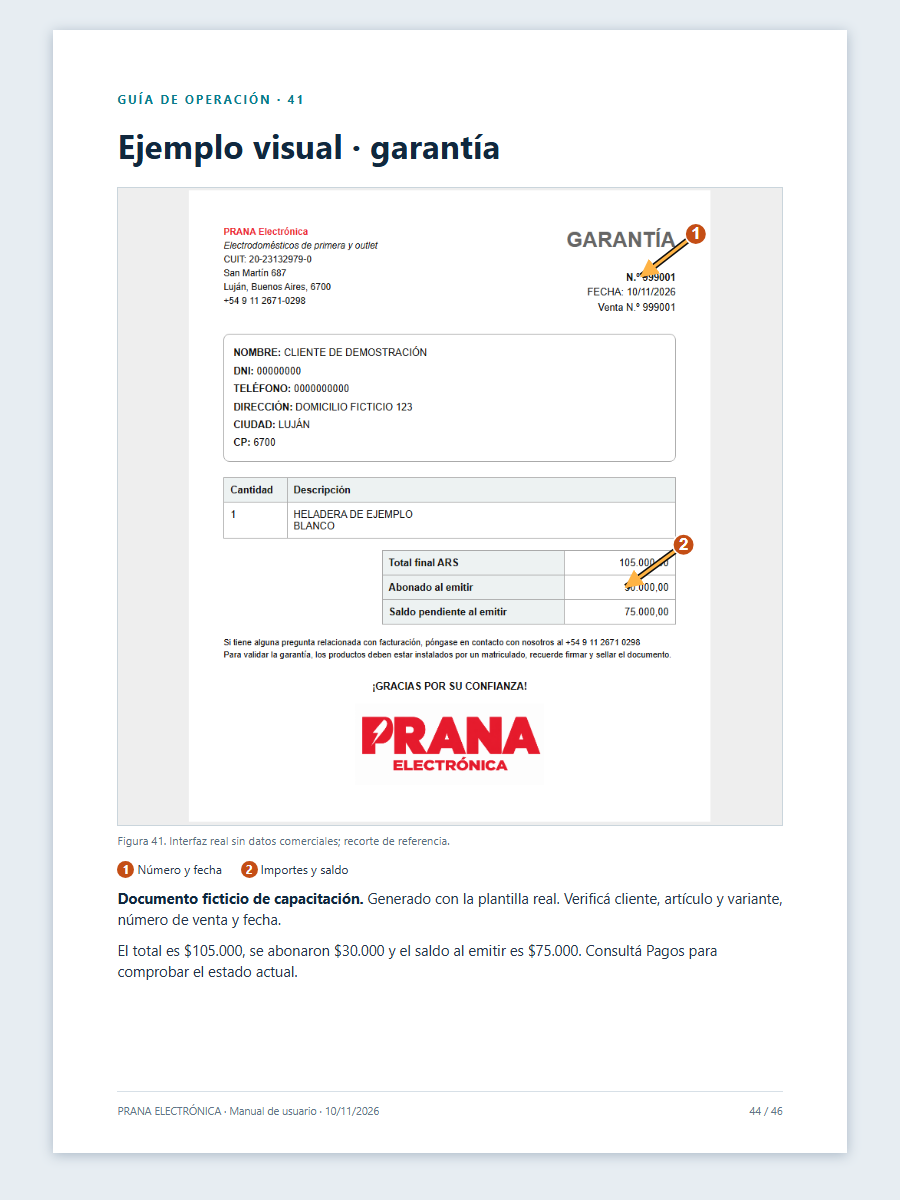 GUÍA DE OPERACIÓN · 41
Ejemplo visual · garantía
PRANA Electrónica
Electrodomésticos de primera y outlet
CUIT: 20-23132979-0
San Martín 687
Luján, Buenos Aires, 6700
+54 9 11 2671-0298
GARANTÍA
1
N.º 999001
FECHA: 10/11/2026
Venta N.º 999001
NOMBRE: CLIENTE DE DEMOSTRACIÓN
DNI: 00000000
TELÉFONO: 0000000000
DIRECCIÓN: DOMICILIO FICTICIO 123
CIUDAD: LUJÁN
CP: 6700
Cantidad Descripción
1 HELADERA DE EJEMPLO
BLANCO
2
Total final ARS 105.000,00
Abonado al emitir 30.000,00
Saldo pendiente al emitir 75.000,00
Si tiene alguna pregunta relacionada con facturación, póngase en contacto con nosotros al +54 9 11 2671 0298
Para validar la garantía, los productos deben estar instalados por un matriculado, recuerde firmar y sellar el documento.
¡GRACIAS POR SU CONFIANZA!
PRANA
ELECTRÓNICA
Figura 41. Interfaz real sin datos comerciales; recorte de referencia.
1 Número y fecha 2 Importes y saldo
Documento ficticio de capacitación. Generado con la plantilla real. Verificá cliente, artículo y variante,
número de venta y fecha.
El total es $105.000, se abonaron $30.000 y el saldo al emitir es $75.000. Consultá Pagos para
comprobar el estado actual.
PRANA ELECTRÓNICA · Manual de usuario · 10/11/2026 44 / 46